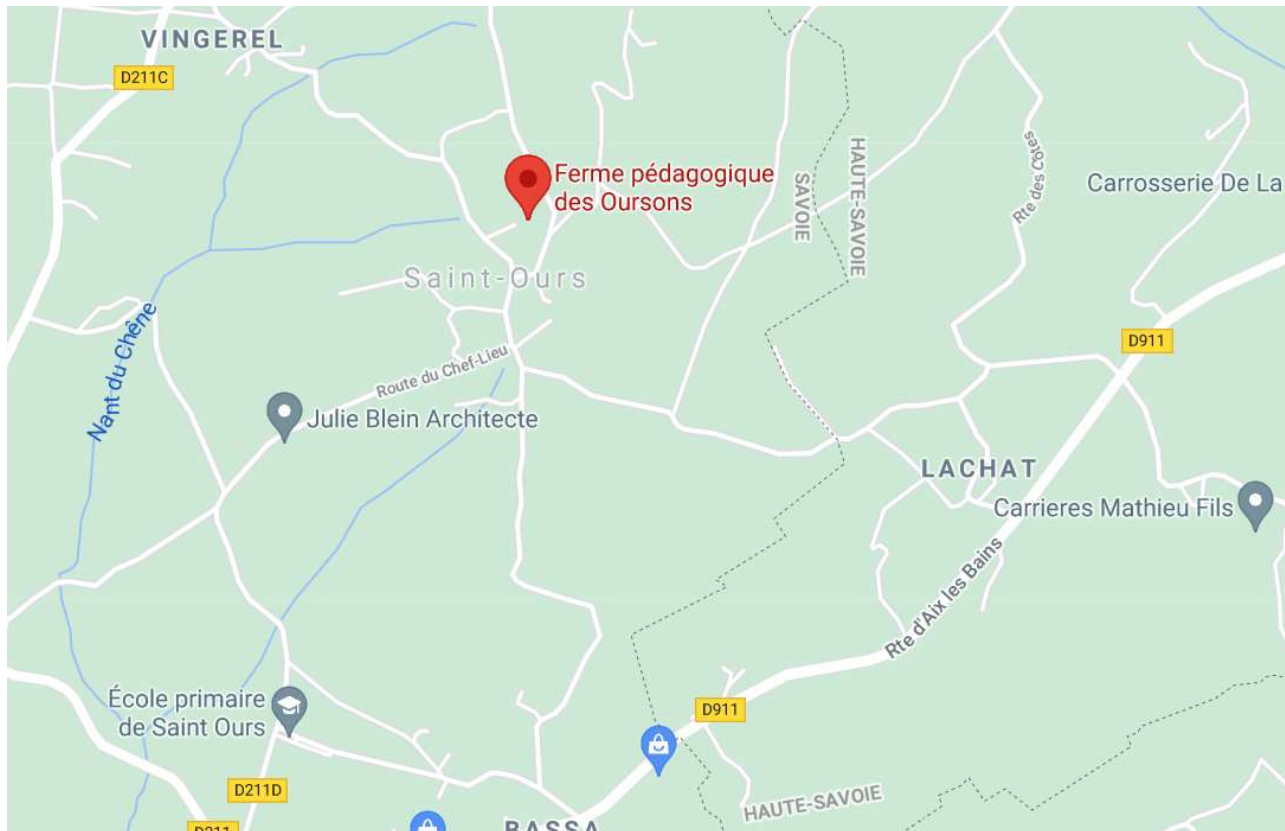 VINGEREL
D211C
Ferme pédagogique
des Oursons
SAVOIE
HAUTE-SAVOIE
Rte des Côtes
Carrosserie De La
Saint-Ours
Nant du Chêne
D911
Route du Chef-Lieu
Julie Blein Architecte
LACHAT
Carrieres Mathieu Fils
Rte d'Aix les Bains
École primaire
de Saint Ours
D911
D211D
HAUTE-SAVOIE
D211
BASSA